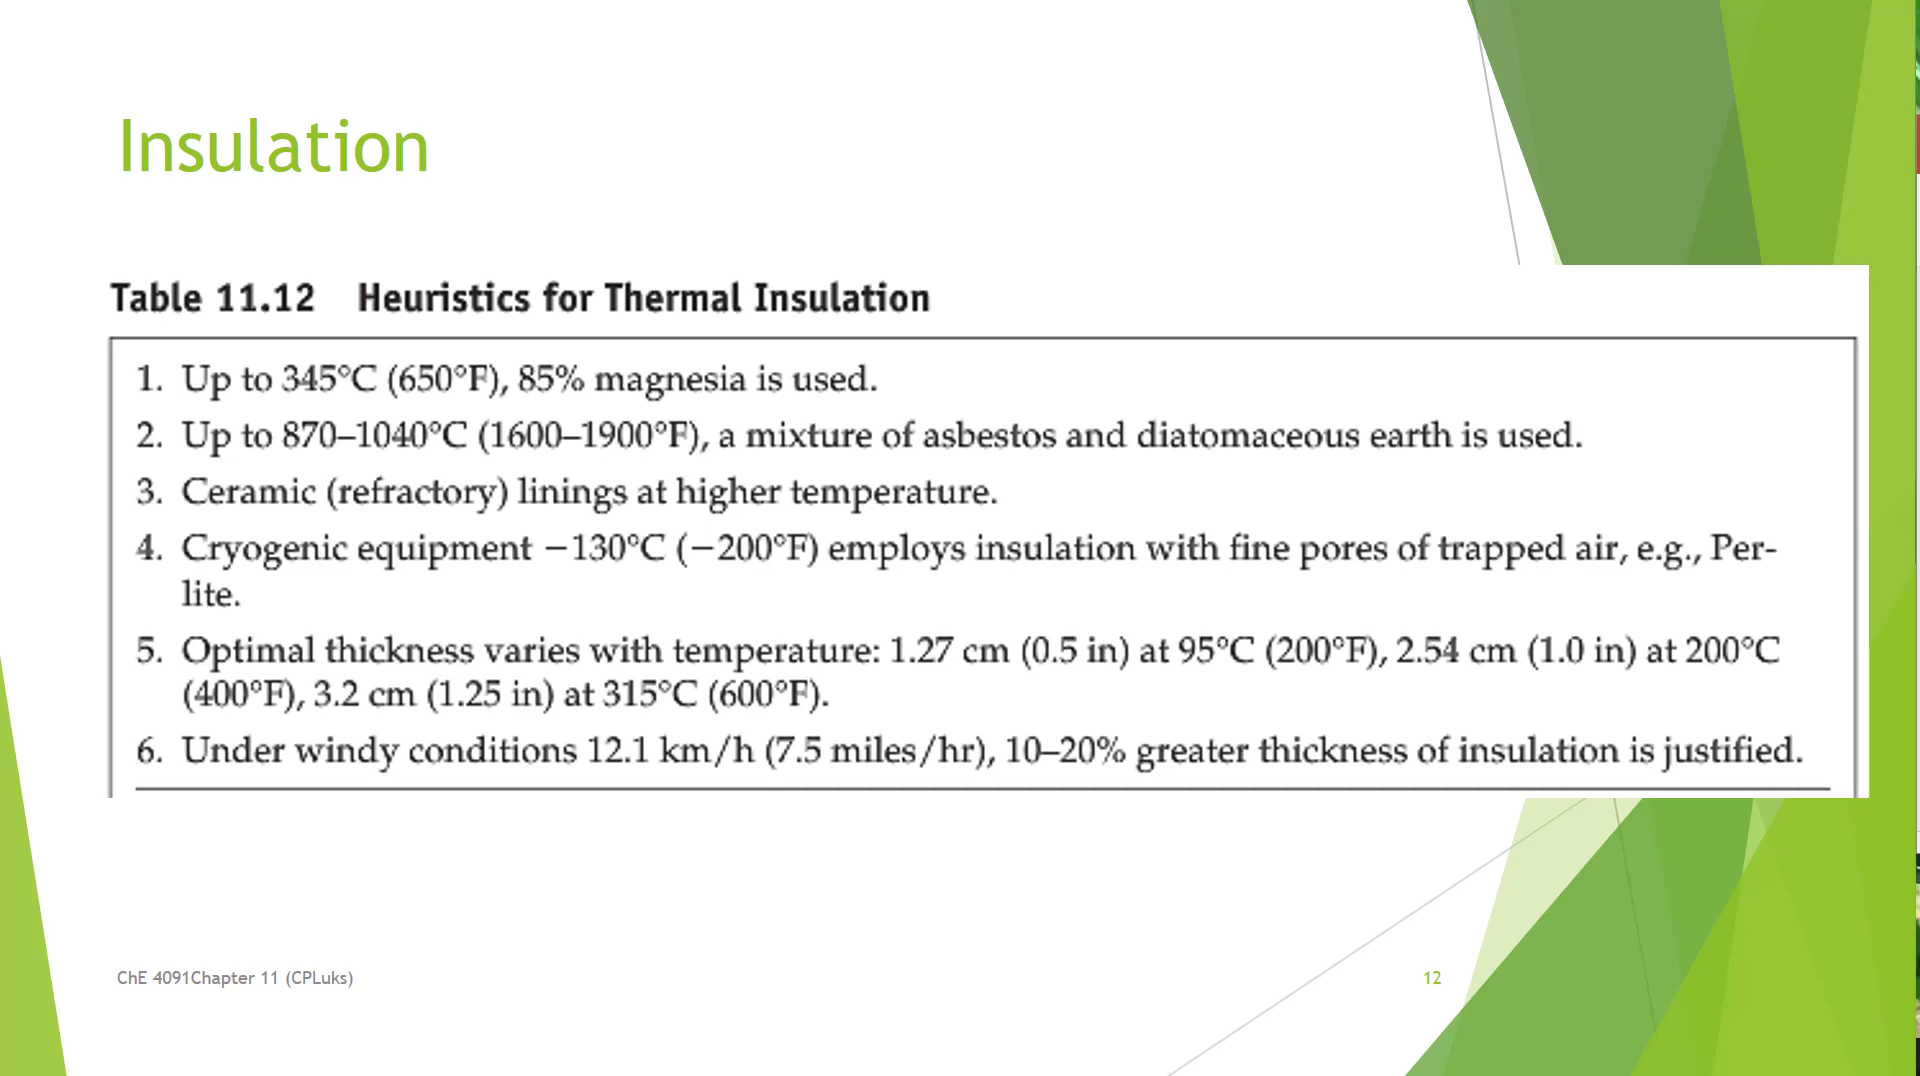 Insulation
Table 11.12 Heuristics for Thermal Insulation
1. Up to 345°C (650°F), 85% magnesia is used.
2. Up to 870–1040°C (1600–1900°F), a mixture of asbestos and diatomaceous earth is used.
3. Ceramic (refractory) linings at higher temperature.
4. Cryogenic equipment −130°C (−200°F) employs insulation with fine pores of trapped air, e.g., Per-
lite.
5. Optimal thickness varies with temperature: 1.27 cm (0.5 in) at 95°C (200°F), 2.54 cm (1.0 in) at 200°C
(400°F), 3.2 cm (1.25 in) at 315°C (600°F).
6. Under windy conditions 12.1 km/h (7.5 miles/hr), 10–20% greater thickness of insulation is justified.
ChE 4091Chapter 11 (CPLuks)
12